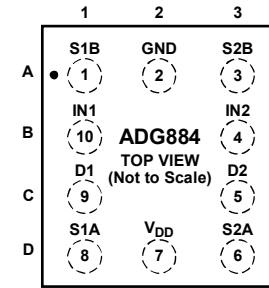 1 2 3
S1B GND S2B
A 1 2 3
IN1 IN2
B 10 ADG884 4
TOP VIEW
D1 (Not to Scale) D2
C 9 5
S1A VDD S2A
D 8 7 6